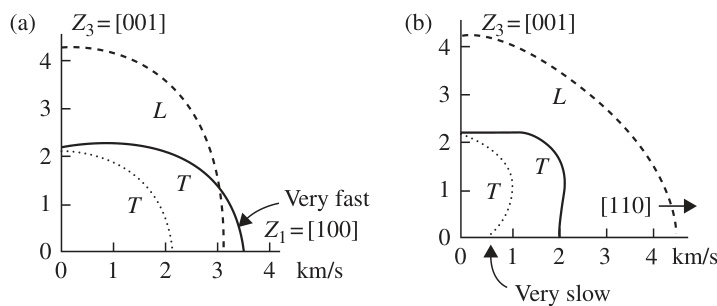 (a) Z₃ = [001]
4
3
2
1
0
L
T
T
Very fast
Z₁ = [100]
0 1 2 3 4 km/s
(b) Z₃ = [001]
4
3
2
1
0
L
T
T
[110]
0 1 2 3 4 km/s
Very slow